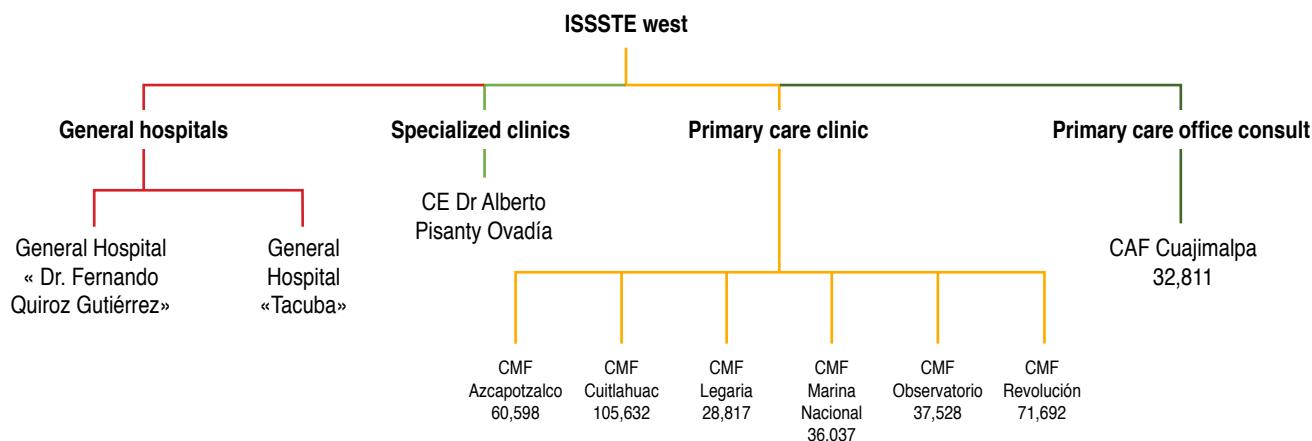 ISSSTE west
General hospitals
Specialized clinics
Primary care clinic
Primary care office consult
General Hospital
« Dr. Fernando
Quiroz Gutiérrez»
General
Hospital
«Tacuba»
CE Dr Alberto
Pisanty Ovadía
CMF
Azcapotzalco
60,598
CMF
Cuitlahuac
105,632
CMF
Legaria
28,817
CMF
Marina
Nacional
36,037
CMF
Observatorio
37,528
CMF
Revolución
71,692
CAF Cuajimalpa
32,811